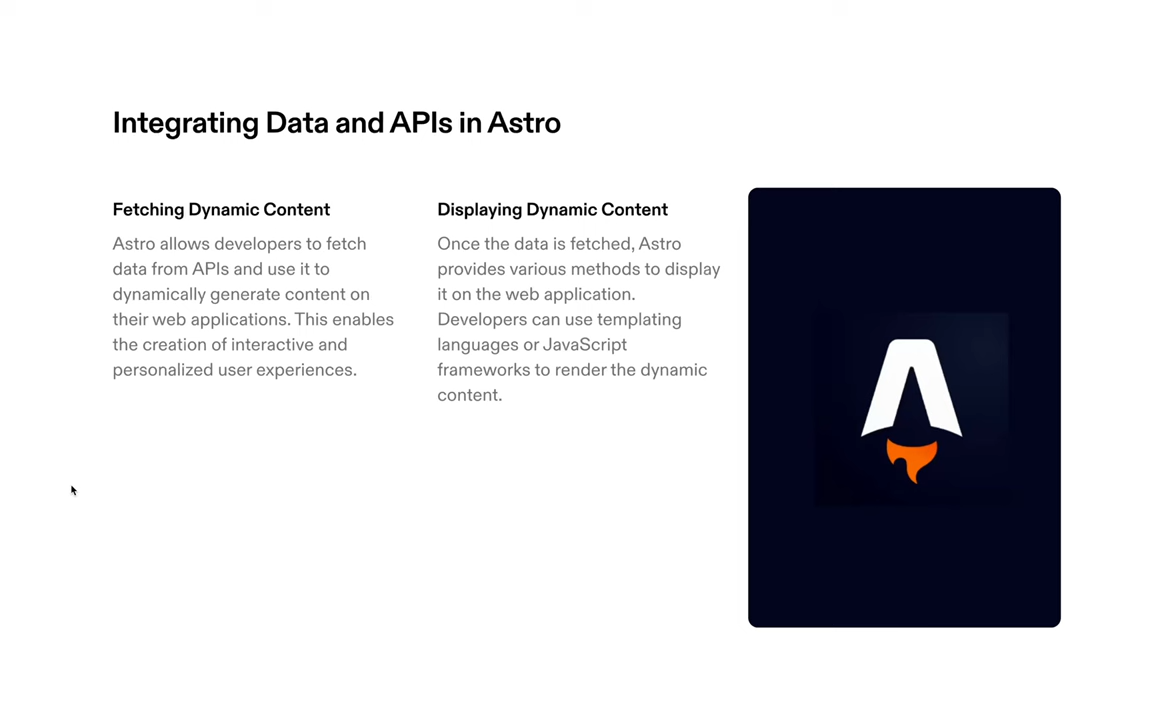 Integrating Data and APIs in Astro
Fetching Dynamic Content
Astro allows developers to fetch
data from APIs and use it to
dynamically generate content on
their web applications. This enables
the creation of interactive and
personalized user experiences.
Displaying Dynamic Content
Once the data is fetched, Astro
provides various methods to display
it on the web application.
Developers can use templating
languages or JavaScript
frameworks to render the dynamic
content.